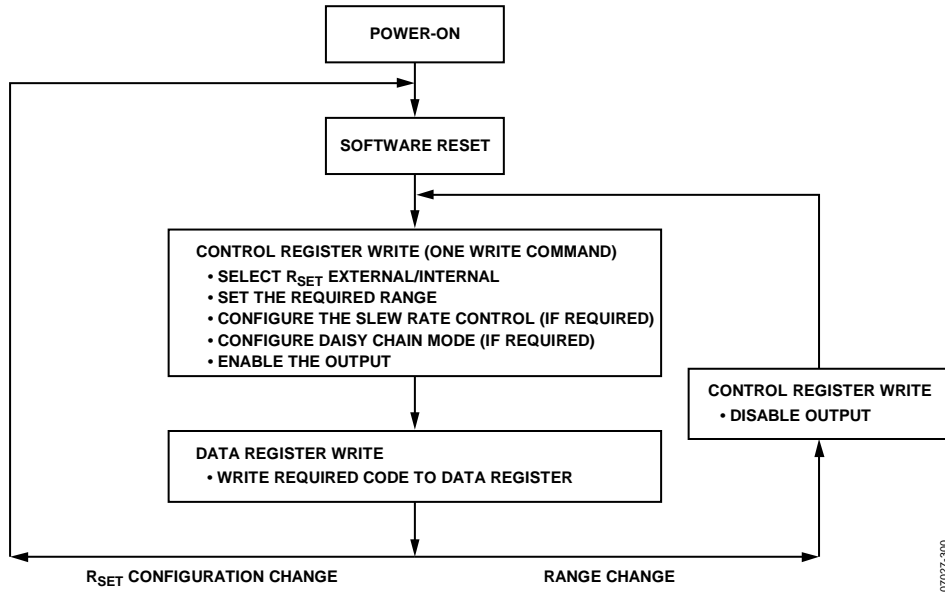 POWER-ON
SOFTWARE RESET
CONTROL REGISTER WRITE (ONE WRITE COMMAND)
• SELECT RSET EXTERNAL/INTERNAL
• SET THE REQUIRED RANGE
• CONFIGURE THE SLEW RATE CONTROL (IF REQUIRED)
• CONFIGURE DAISY CHAIN MODE (IF REQUIRED)
• ENABLE THE OUTPUT
CONTROL REGISTER WRITE
• DISABLE OUTPUT
DATA REGISTER WRITE
• WRITE REQUIRED CODE TO DATA REGISTER
RSET CONFIGURATION CHANGE
RANGE CHANGE
07027-300